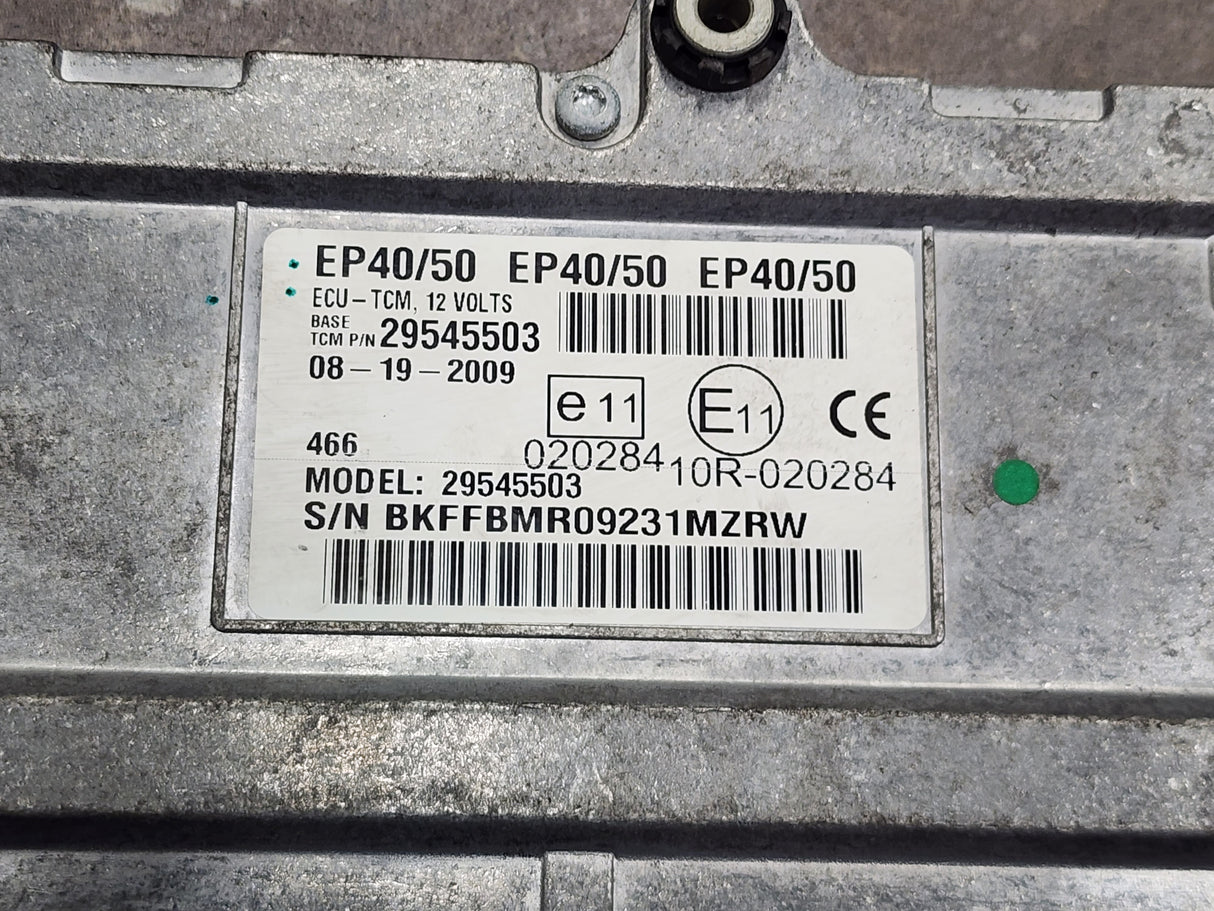 EP40/50 EP40/50 EP40/50
ECU-TCM, 12 VOLTS
BASE
TCM P/N 29545503
08-19-2009
e11 E11 CE
466
020284 10R-020284
MODEL: 29545503
S/N BKFFBMR09231MZRW